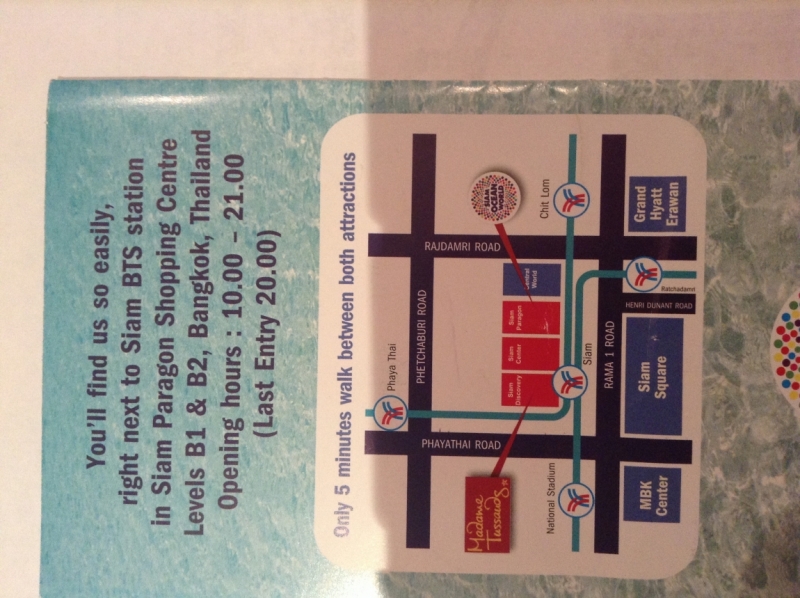 You'll find us so easily,
right next to Siam BTS station
in Siam Paragon Shopping Centre
Levels B1 & B2, Bangkok, Thailand
Opening hours : 10.00 – 21.00
(Last Entry 20.00)
Only 5 minutes walk between both attractions
Phaya Thai
PHETCHABURI ROAD
PHAYATHAI ROAD
RAJDAMRI ROAD
Madame
Tussauds
SIAM
OCEAN
WORLD
Siam
Discovery
Siam
Center
Siam
Paragon
Central
World
National Stadium
Siam
Chit Lom
RAMA 1 ROAD
MBK
Center
Siam
Square
HENRI DUNANT ROAD
Ratchadamri
Grand
Hyatt
Erawan